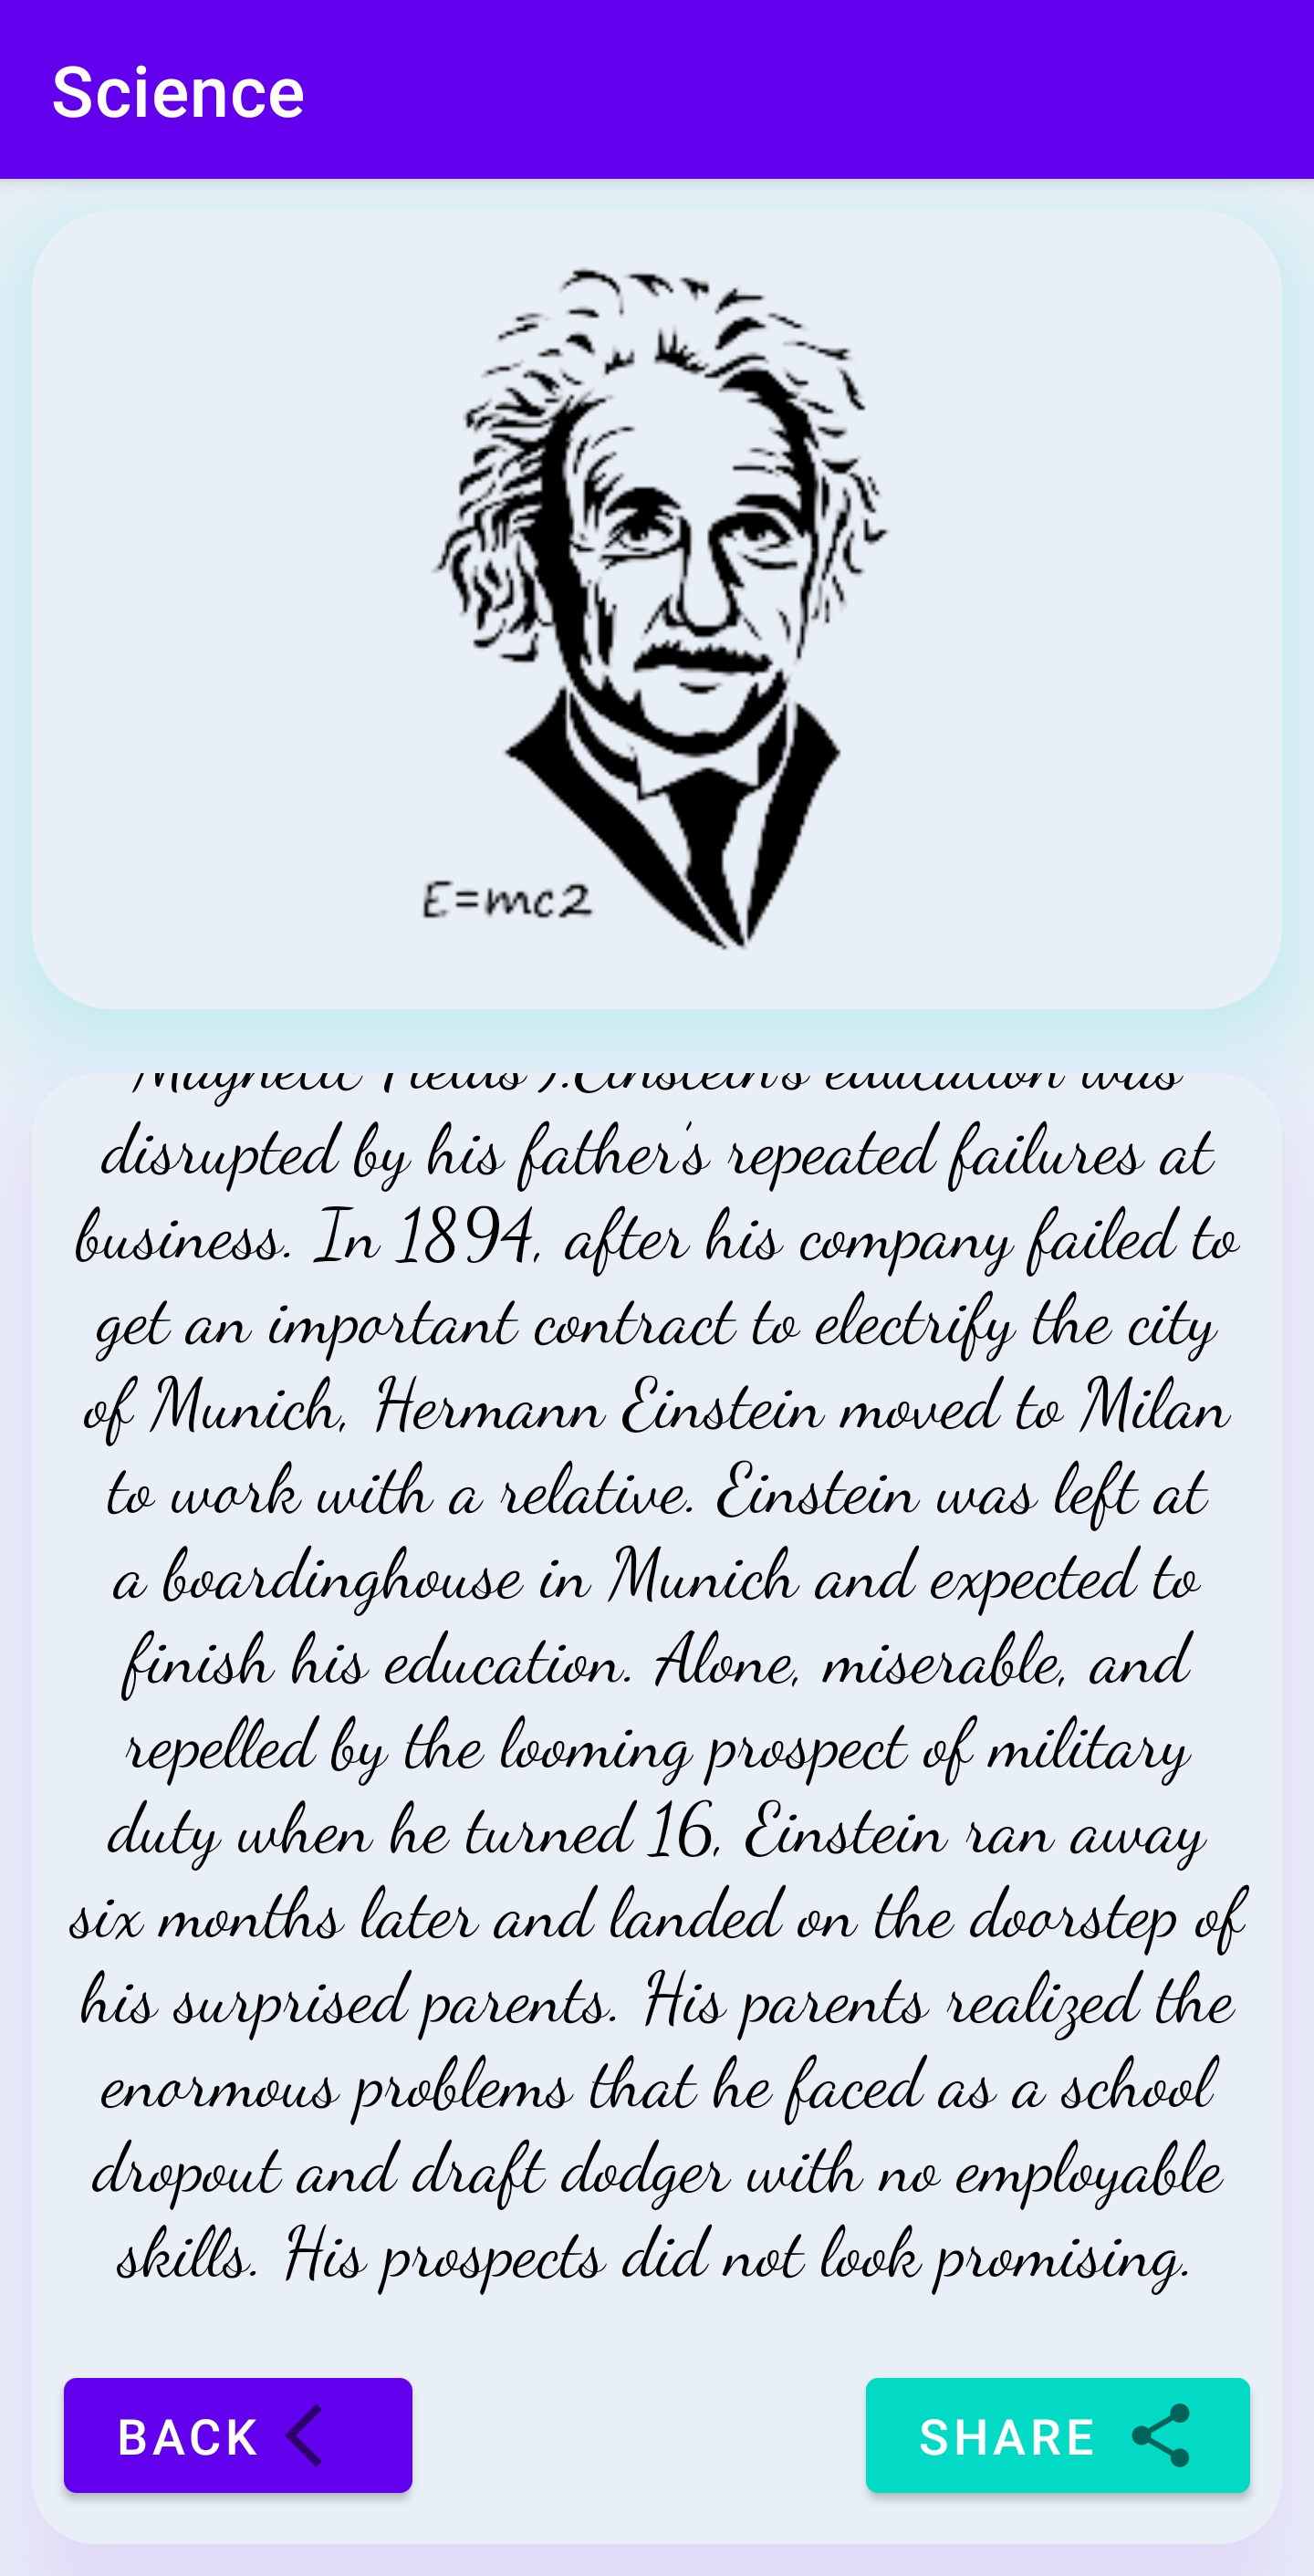 Science
E=mc2
Magnetic Fields").Einstein's education was
disrupted by his father's repeated failures at
business. In 1894, after his company failed to
get an important contract to electrify the city
of Munich, Hermann Einstein moved to Milan
to work with a relative. Einstein was left at
a boardinghouse in Munich and expected to
finish his education. Alone, miserable, and
repelled by the looming prospect of military
duty when he turned 16, Einstein ran away
six months later and landed on the doorstep of
his surprised parents. His parents realized the
enormous problems that he faced as a school
dropout and draft dodger with no employable
skills. His prospects did not look promising.
BACK
SHARE